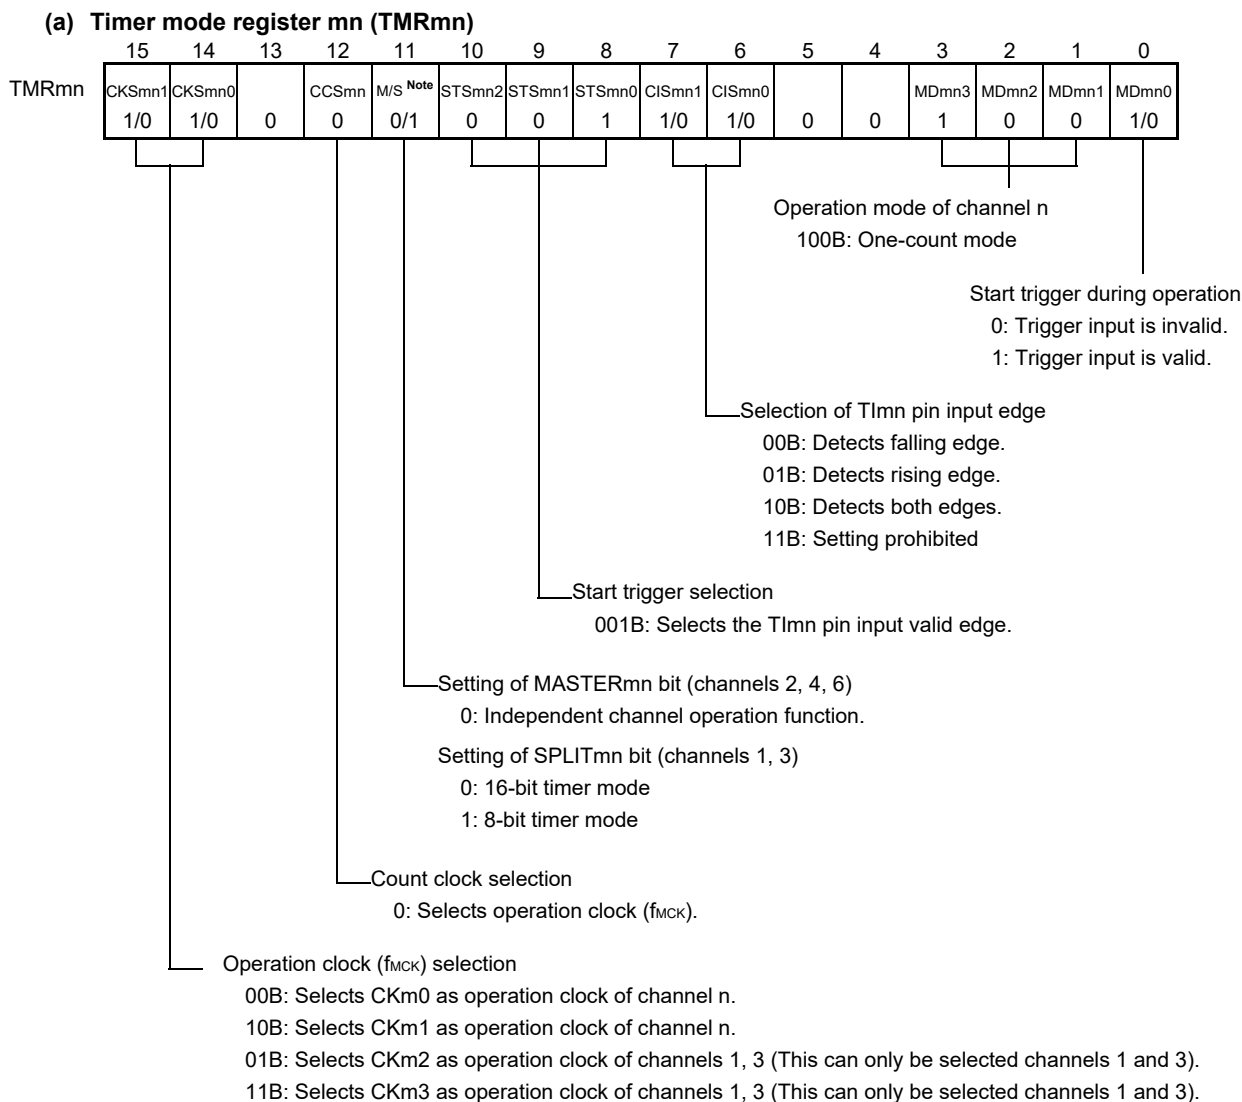 (a) Timer mode register mn (TMRmn)
15 14 13 12 11 10 9 8 7 6 5 4 3 2 1 0
TMRmn
CKSmn1 CKSmn0 CCSmn M/S Note STSmn2 STSmn1 STSmn0 CISmn1 CISmn0 MDmn3 MDmn2 MDmn1 MDmn0
1/0 1/0 0 0 0/1 0 0 1 1/0 1/0 0 0 1 0 0 1/0
Operation mode of channel n
100B: One-count mode
Start trigger during operation
0: Trigger input is invalid.
1: Trigger input is valid.
Selection of TImn pin input edge
00B: Detects falling edge.
01B: Detects rising edge.
10B: Detects both edges.
11B: Setting prohibited
Start trigger selection
001B: Selects the TImn pin input valid edge.
Setting of MASTERmn bit (channels 2, 4, 6)
0: Independent channel operation function.
Setting of SPLITmn bit (channels 1, 3)
0: 16-bit timer mode
1: 8-bit timer mode
Count clock selection
0: Selects operation clock (fMCK).
Operation clock (fMCK) selection
00B: Selects CKm0 as operation clock of channel n.
10B: Selects CKm1 as operation clock of channel n.
01B: Selects CKm2 as operation clock of channels 1, 3 (This can only be selected channels 1 and 3).
11B: Selects CKm3 as operation clock of channels 1, 3 (This can only be selected channels 1 and 3).